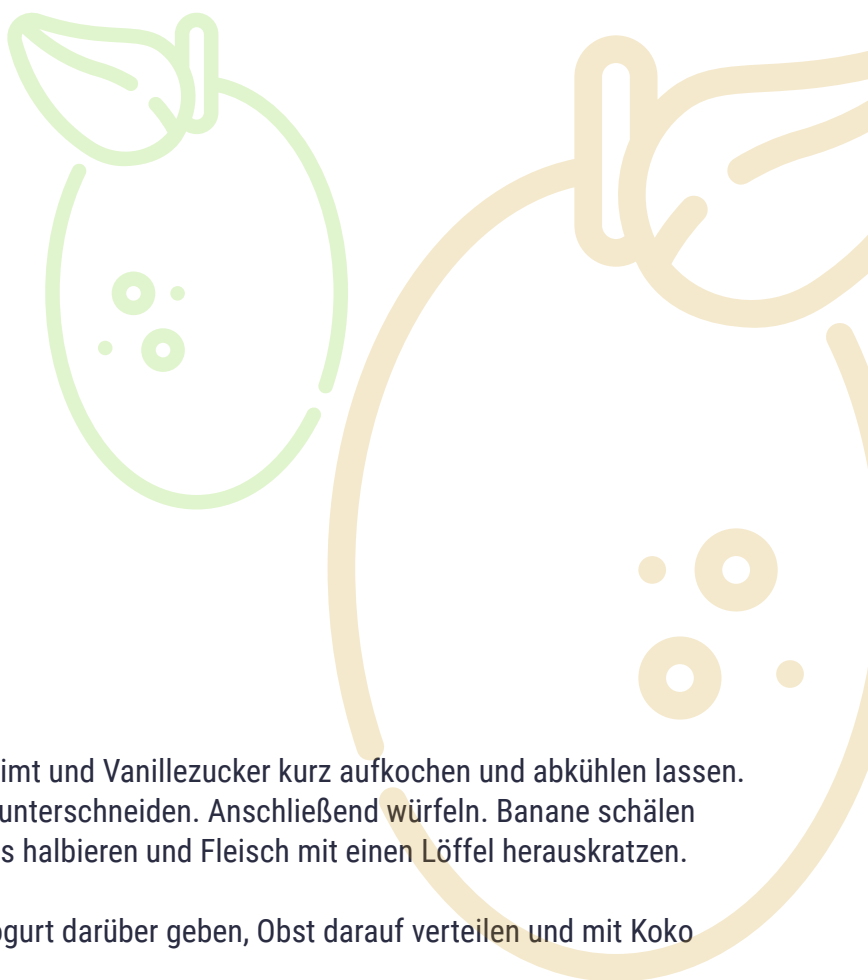 imt und Vanillezucker kurz aufkochen und abkühlen lassen.
unterschneiden. Anschließend würfeln. Banane schälen
s halbieren und Fleisch mit einen Löffel herauskratzen.
ogurt darüber geben, Obst darauf verteilen und mit Koko